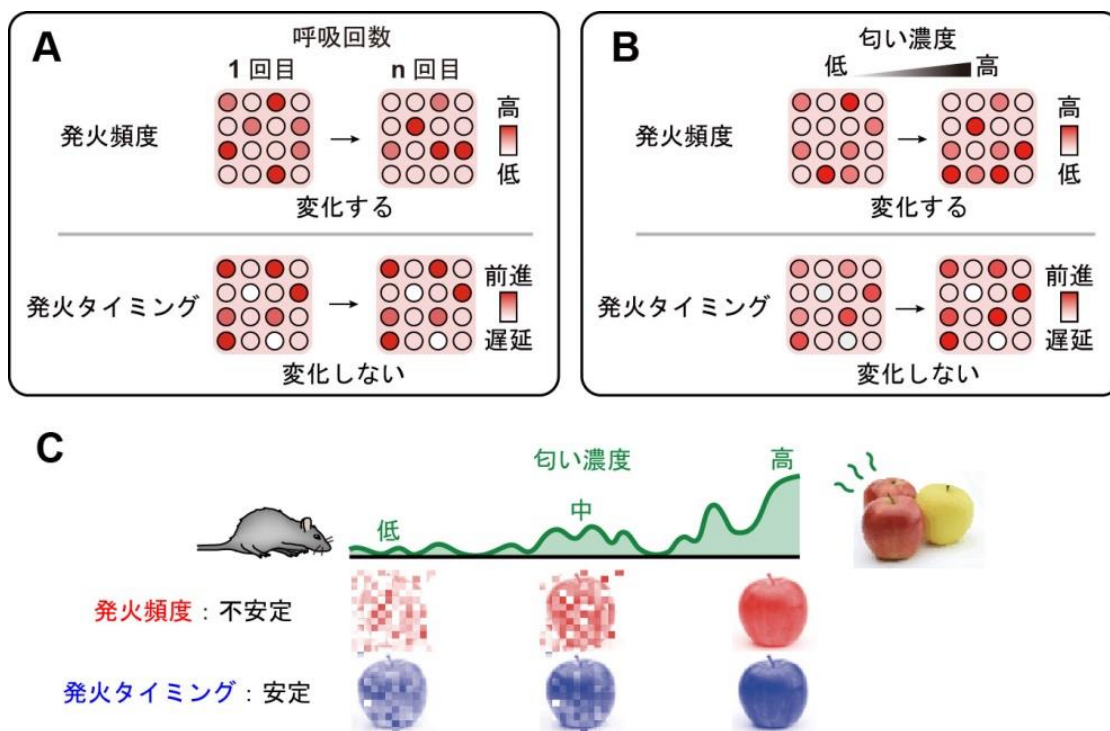 A
呼吸回数
1 回目 n 回目
発火頻度
高
低
変化する
発火タイミング
前進
遅延
変化しない
B
匂い濃度
低 高
発火頻度
高
低
変化する
発火タイミング
前進
遅延
変化しない
C
匂い濃度
低 中 高
発火頻度：不安定
発火タイミング：安定